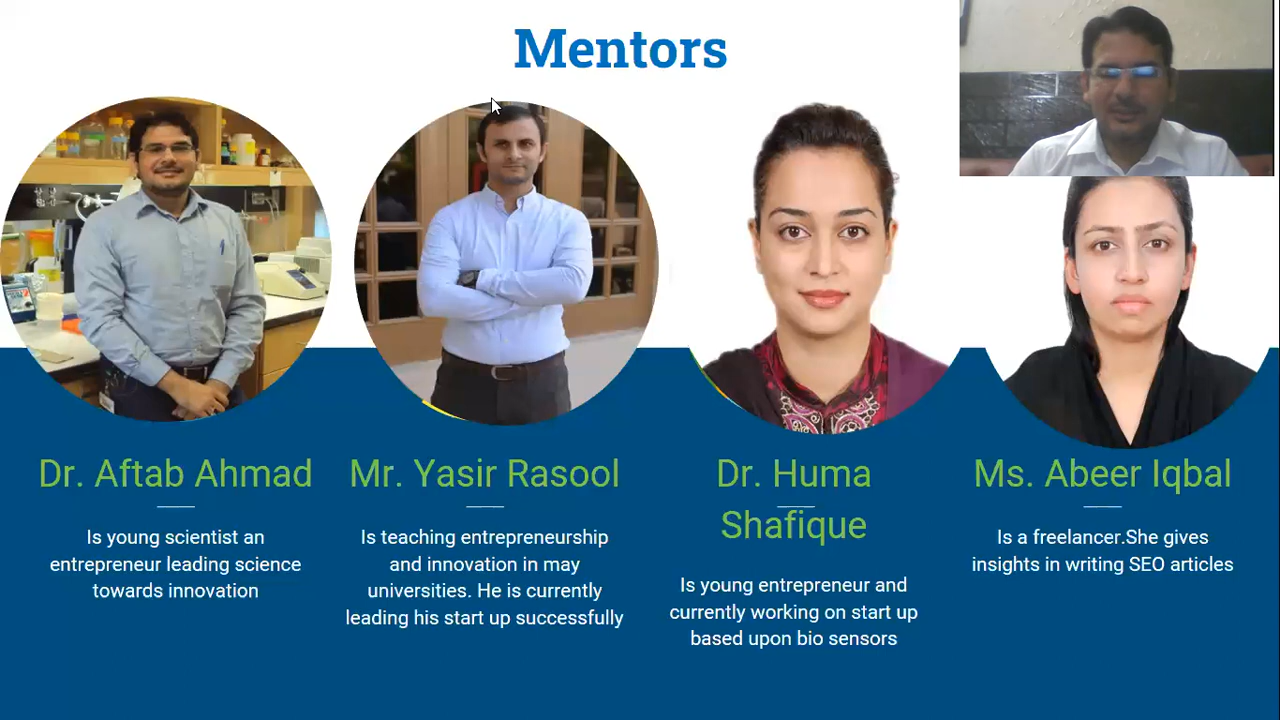 Mentors
Dr. Aftab Ahmad
Is young scientist an
entrepreneur leading science
towards innovation
Mr. Yasir Rasool
Is teaching entrepreneurship
and innovation in may
universities. He is currently
leading his start up successfully
Dr. Huma
Shafique
Is young entrepreneur and
currently working on start up
based upon bio sensors
Ms. Abeer Iqbal
Is a freelancer.She gives
insights in writing SEO articles